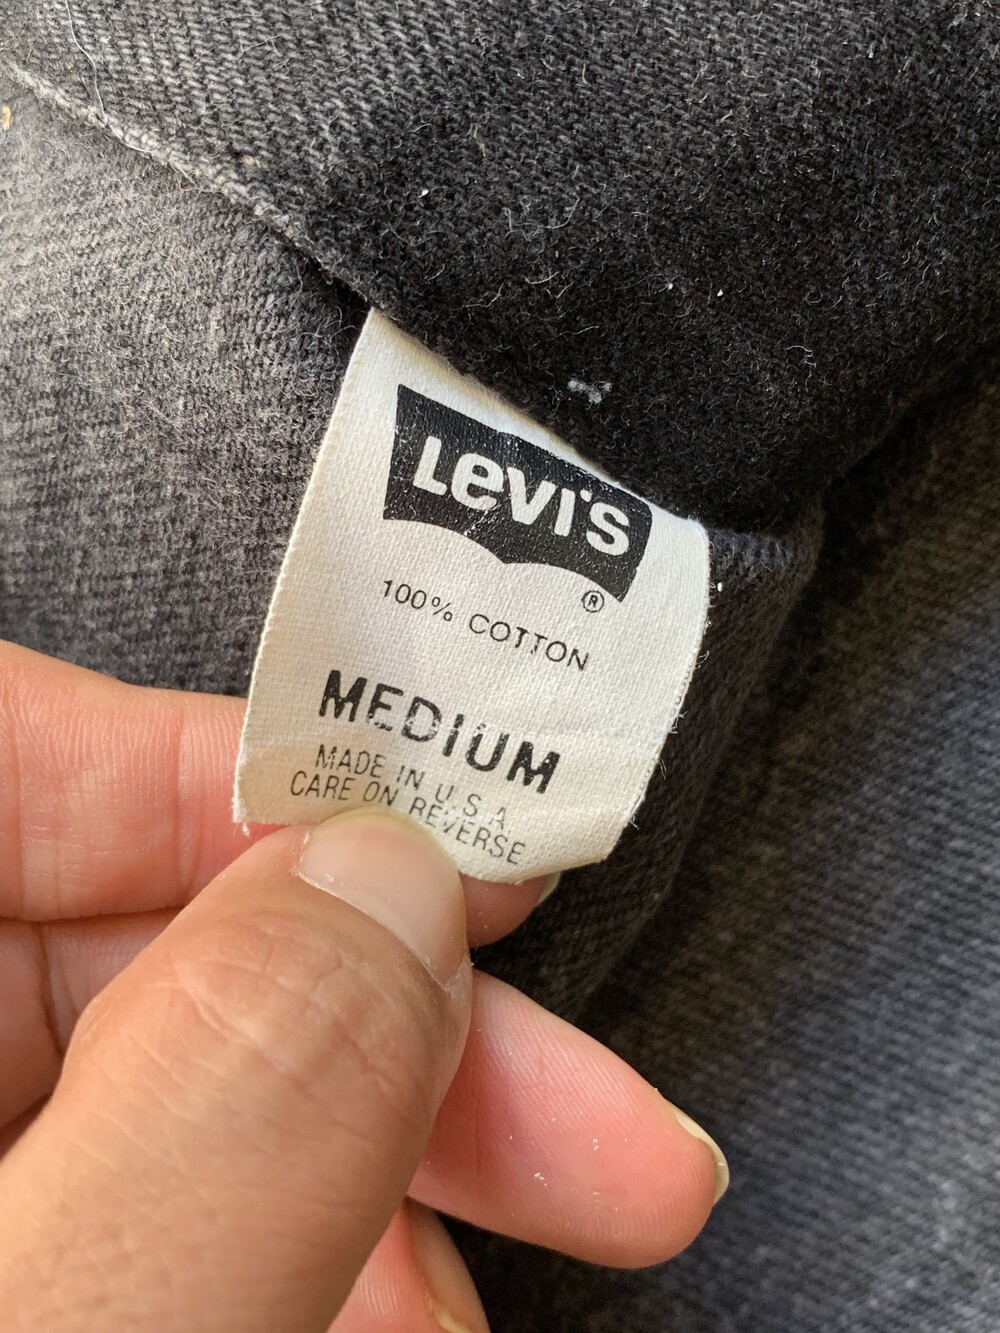 Levi's
®
100% COTTON
MEDIUM
MADE IN U S A
CARE ON REVERSE